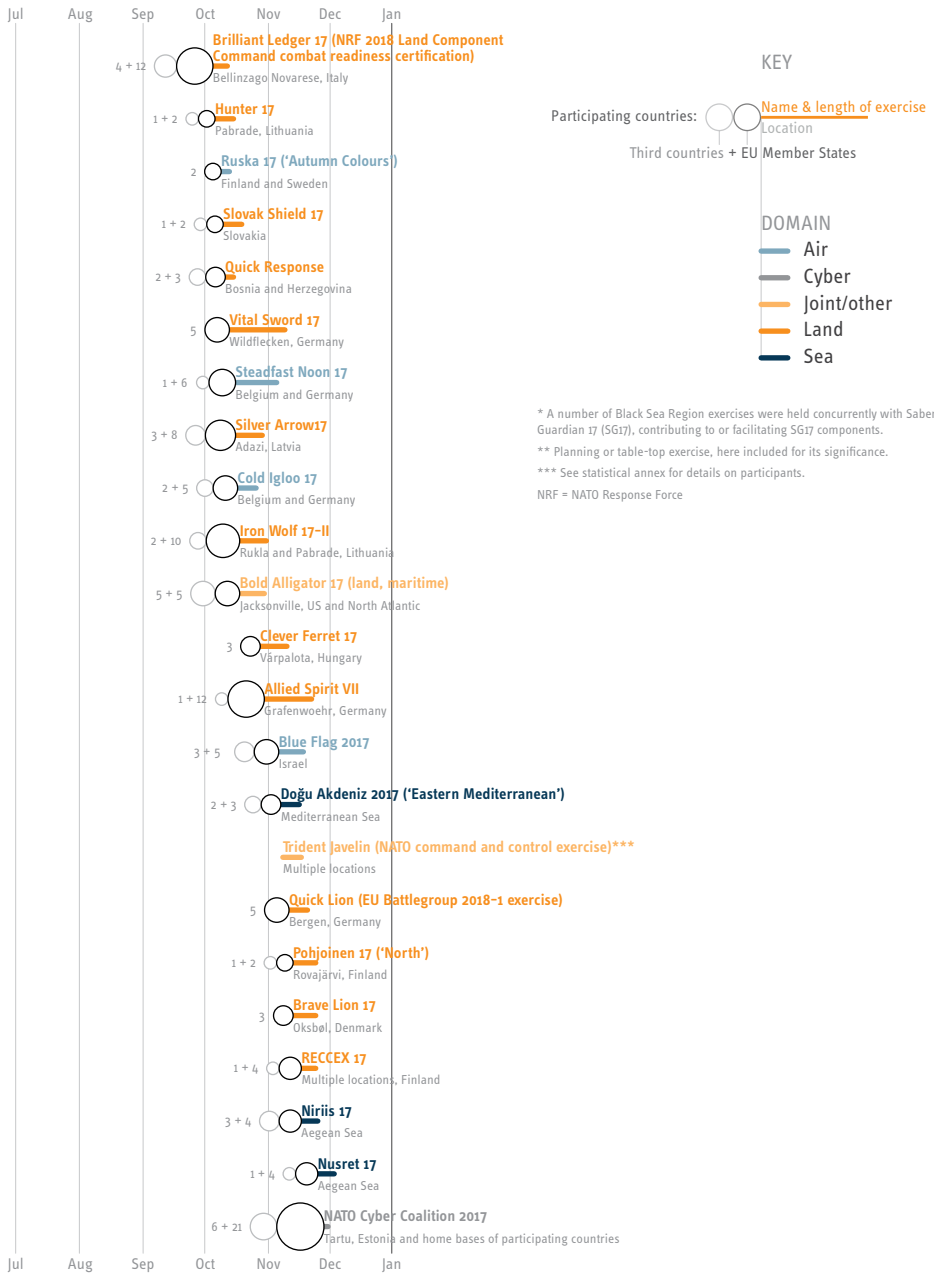 Jul Aug Sep Oct Nov Dec Jan
Brilliant Ledger 17 (NRF 2018 Land Component
Command combat readiness certification)
4 + 12
Bellinzago Novarese, Italy
Hunter 17
1 + 2
Pabrade, Lithuania
Ruska 17 (‘Autumn Colours’)
2
Finland and Sweden
Slovak Shield 17
1 + 2
Slovakia
Quick Response
2 + 3
Bosnia and Herzegovina
Vital Sword 17
5
Wildflecken, Germany
Steadfast Noon 17
1 + 6
Belgium and Germany
Silver Arrow17
3 + 8
Adazi, Latvia
Cold Igloo 17
2 + 5
Belgium and Germany
Iron Wolf 17-II
2 + 10
Rukla and Pabrade, Lithuania
Bold Alligator 17 (land, maritime)
5 + 5
Jacksonville, US and North Atlantic
Clever Ferret 17
3
Várpalota, Hungary
Allied Spirit VII
1 + 12
Grafenwoehr, Germany
Blue Flag 2017
3 + 5
Israel
Doğu Akdeniz 2017 (‘Eastern Mediterranean’)
2 + 3
Mediterranean Sea
Trident Javelin (NATO command and control exercise)***
Multiple locations
Quick Lion (EU Battlegroup 2018-1 exercise)
5
Bergen, Germany
Pohjoinen 17 (‘North’)
1 + 2
Rovajärvi, Finland
Brave Lion 17
3
Oksbøl, Denmark
RECCEX 17
1 + 4
Multiple locations, Finland
Niriis 17
3 + 4
Aegean Sea
Nusret 17
1 + 4
Aegean Sea
NATO Cyber Coalition 2017
6 + 21
Tartu, Estonia and home bases of participating countries
Jul Aug Sep Oct Nov Dec Jan
KEY
Participating countries:
Name & length of exercise
Location
Third countries + EU Member States
DOMAIN
Air
Cyber
Joint/other
Land
Sea
* A number of Black Sea Region exercises were held concurrently with Saber
Guardian 17 (SG17), contributing to or facilitating SG17 components.
** Planning or table-top exercise, here included for its significance.
*** See statistical annex for details on participants.
NRF = NATO Response Force